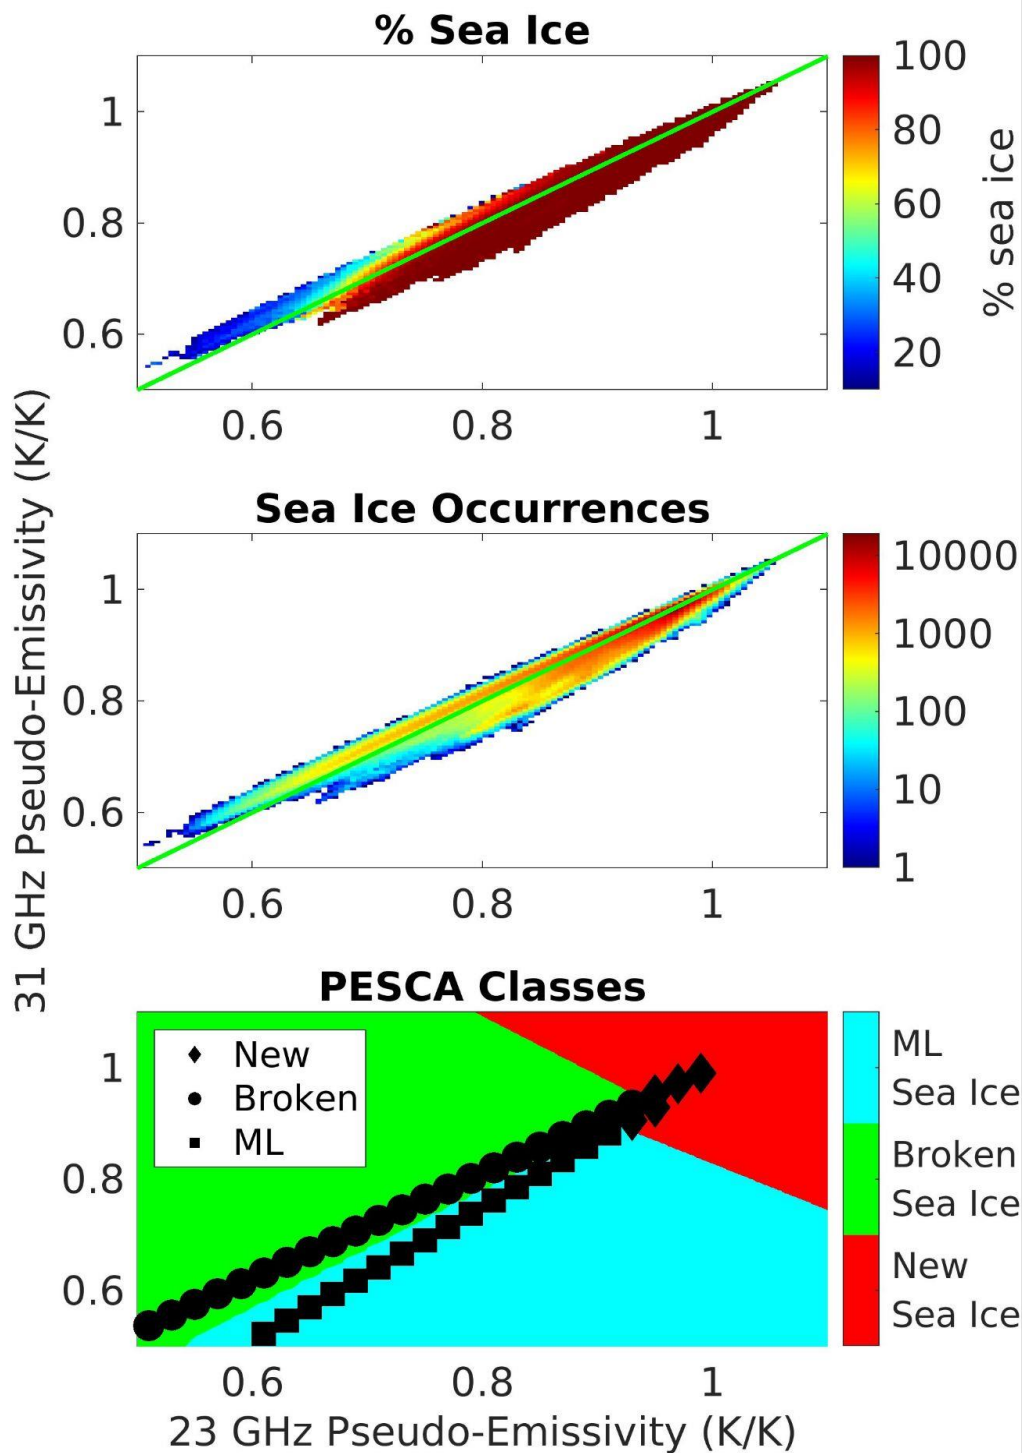 % Sea Ice
1
0.8
0.6
0.6 0.8 1
100
80
60
40
20
% sea ice
31 GHz Pseudo-Emissivity (K/K)
Sea Ice Occurrences
1
0.8
0.6
0.6 0.8 1
10000
1000
100
10
1
PESCA Classes
New
Broken
ML
1
0.8
0.6
0.6 0.8 1
ML
Sea Ice
Broken
Sea Ice
New
Sea Ice
23 GHz Pseudo-Emissivity (K/K)